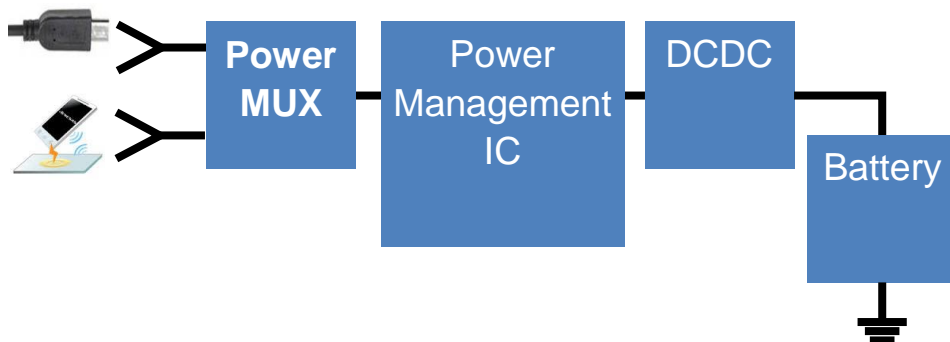 Power
MUX
Power
Management
IC
DCDC
Battery